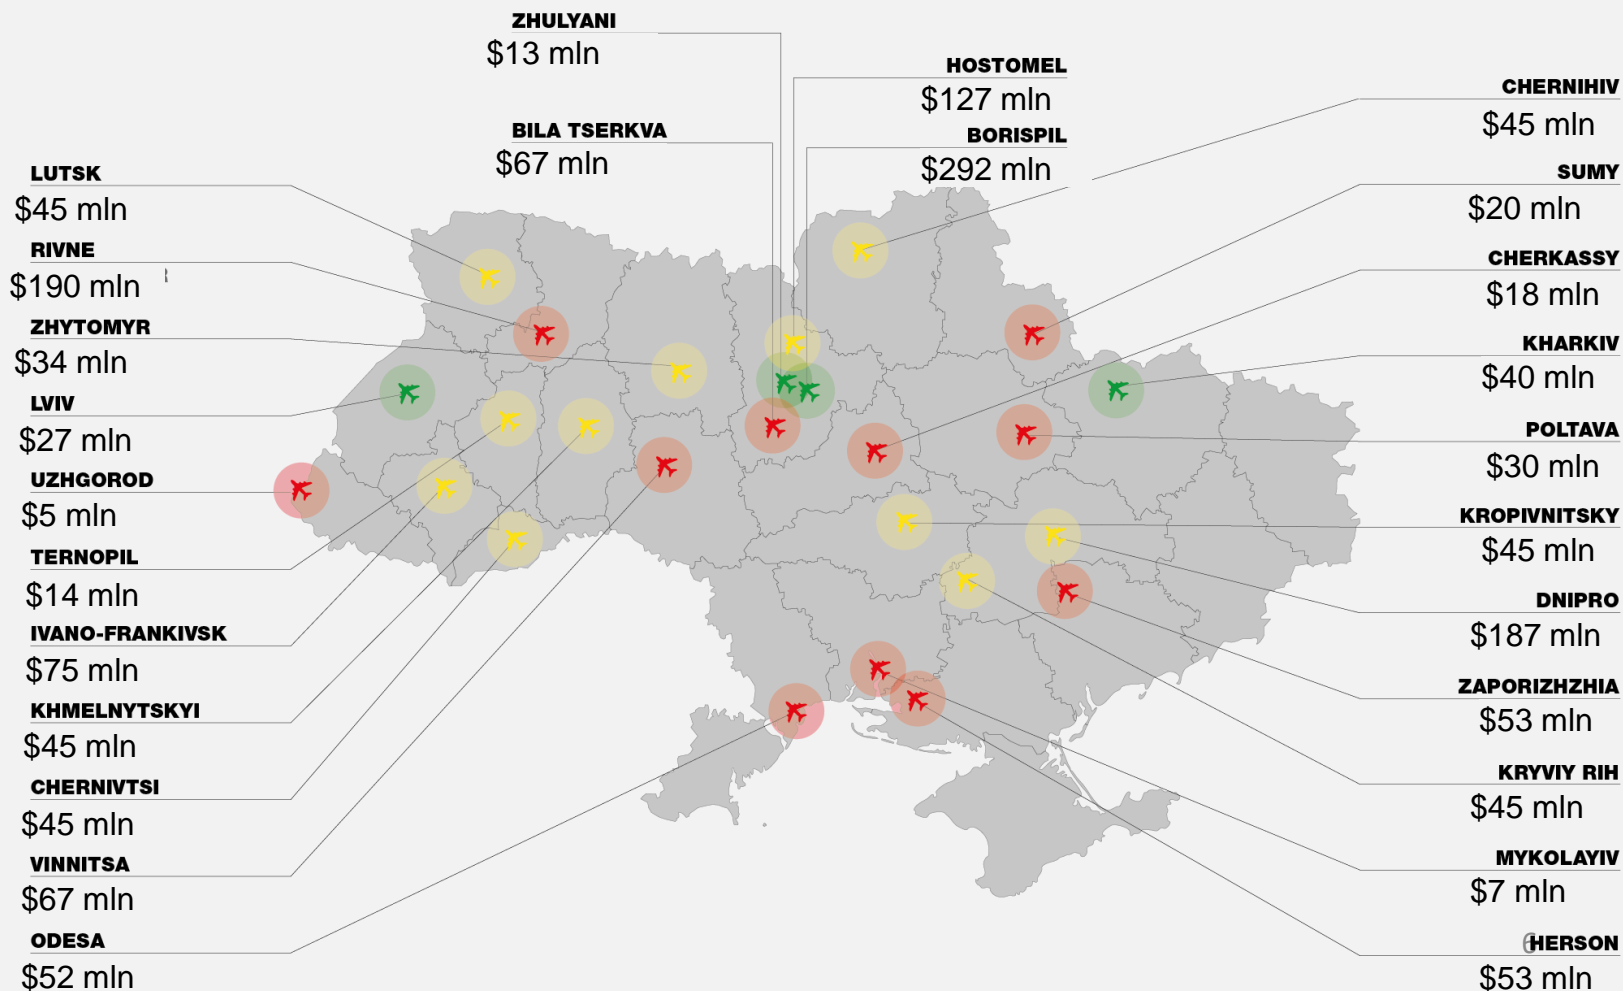 ZHULYANI
$13 mln
HOSTOMEL
$127 mln
BILA TSERKVA
$67 mln
BORISPIL
$292 mln
LUTSK
$45 mln
RIVNE
$190 mln
ZHYTOMYR
$34 mln
LVIV
$27 mln
UZHGOROD
$5 mln
TERNOPIL
$14 mln
IVANO-FRANKIVSK
$75 mln
KHMELNYTSKYI
$45 mln
CHERNIVTSI
$45 mln
VINNITSA
$67 mln
ODESA
$52 mln
CHERNIHIV
$45 mln
SUMY
$20 mln
CHERKASSY
$18 mln
KHARKIV
$40 mln
POLTAVA
$30 mln
KROPIVNITSKY
$45 mln
DNIPRO
$187 mln
ZAPORIZHZHIA
$53 mln
KRYVIY RIH
$45 mln
MYKOLAYIV
$7 mln
6
HERSON
$53 mln